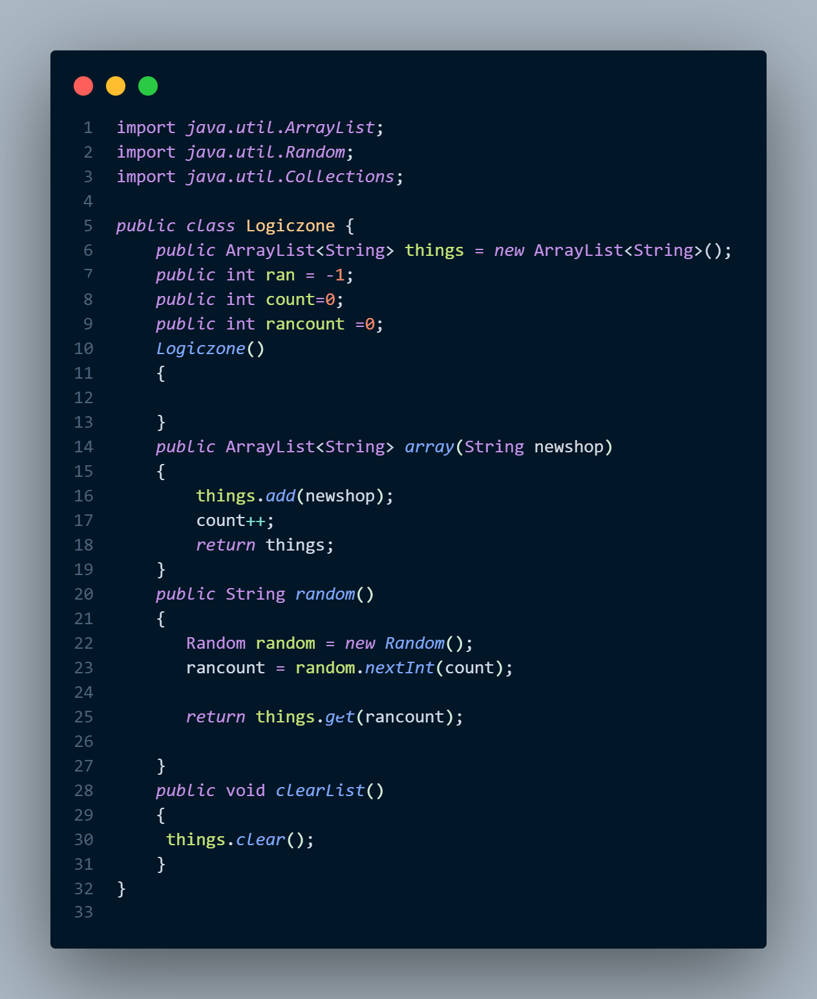 1 import java.util.ArrayList;
2 import java.util.Random;
3 import java.util.Collections;
4
5 public class Logiczone {
6     public ArrayList<String> things = new ArrayList<String>();
7     public int ran = -1;
8     public int count=0;
9     public int rancount =0;
10     Logiczone()
11     {
12
13     }
14     public ArrayList<String> array(String newshop)
15     {
16         things.add(newshop);
17         count++;
18         return things;
19     }
20     public String random()
21     {
22        Random random = new Random();
23        rancount = random.nextInt(count);
24
25        return things.get(rancount);
26
27     }
28     public void clearList()
29     {
30      things.clear();
31     }
32 }
33